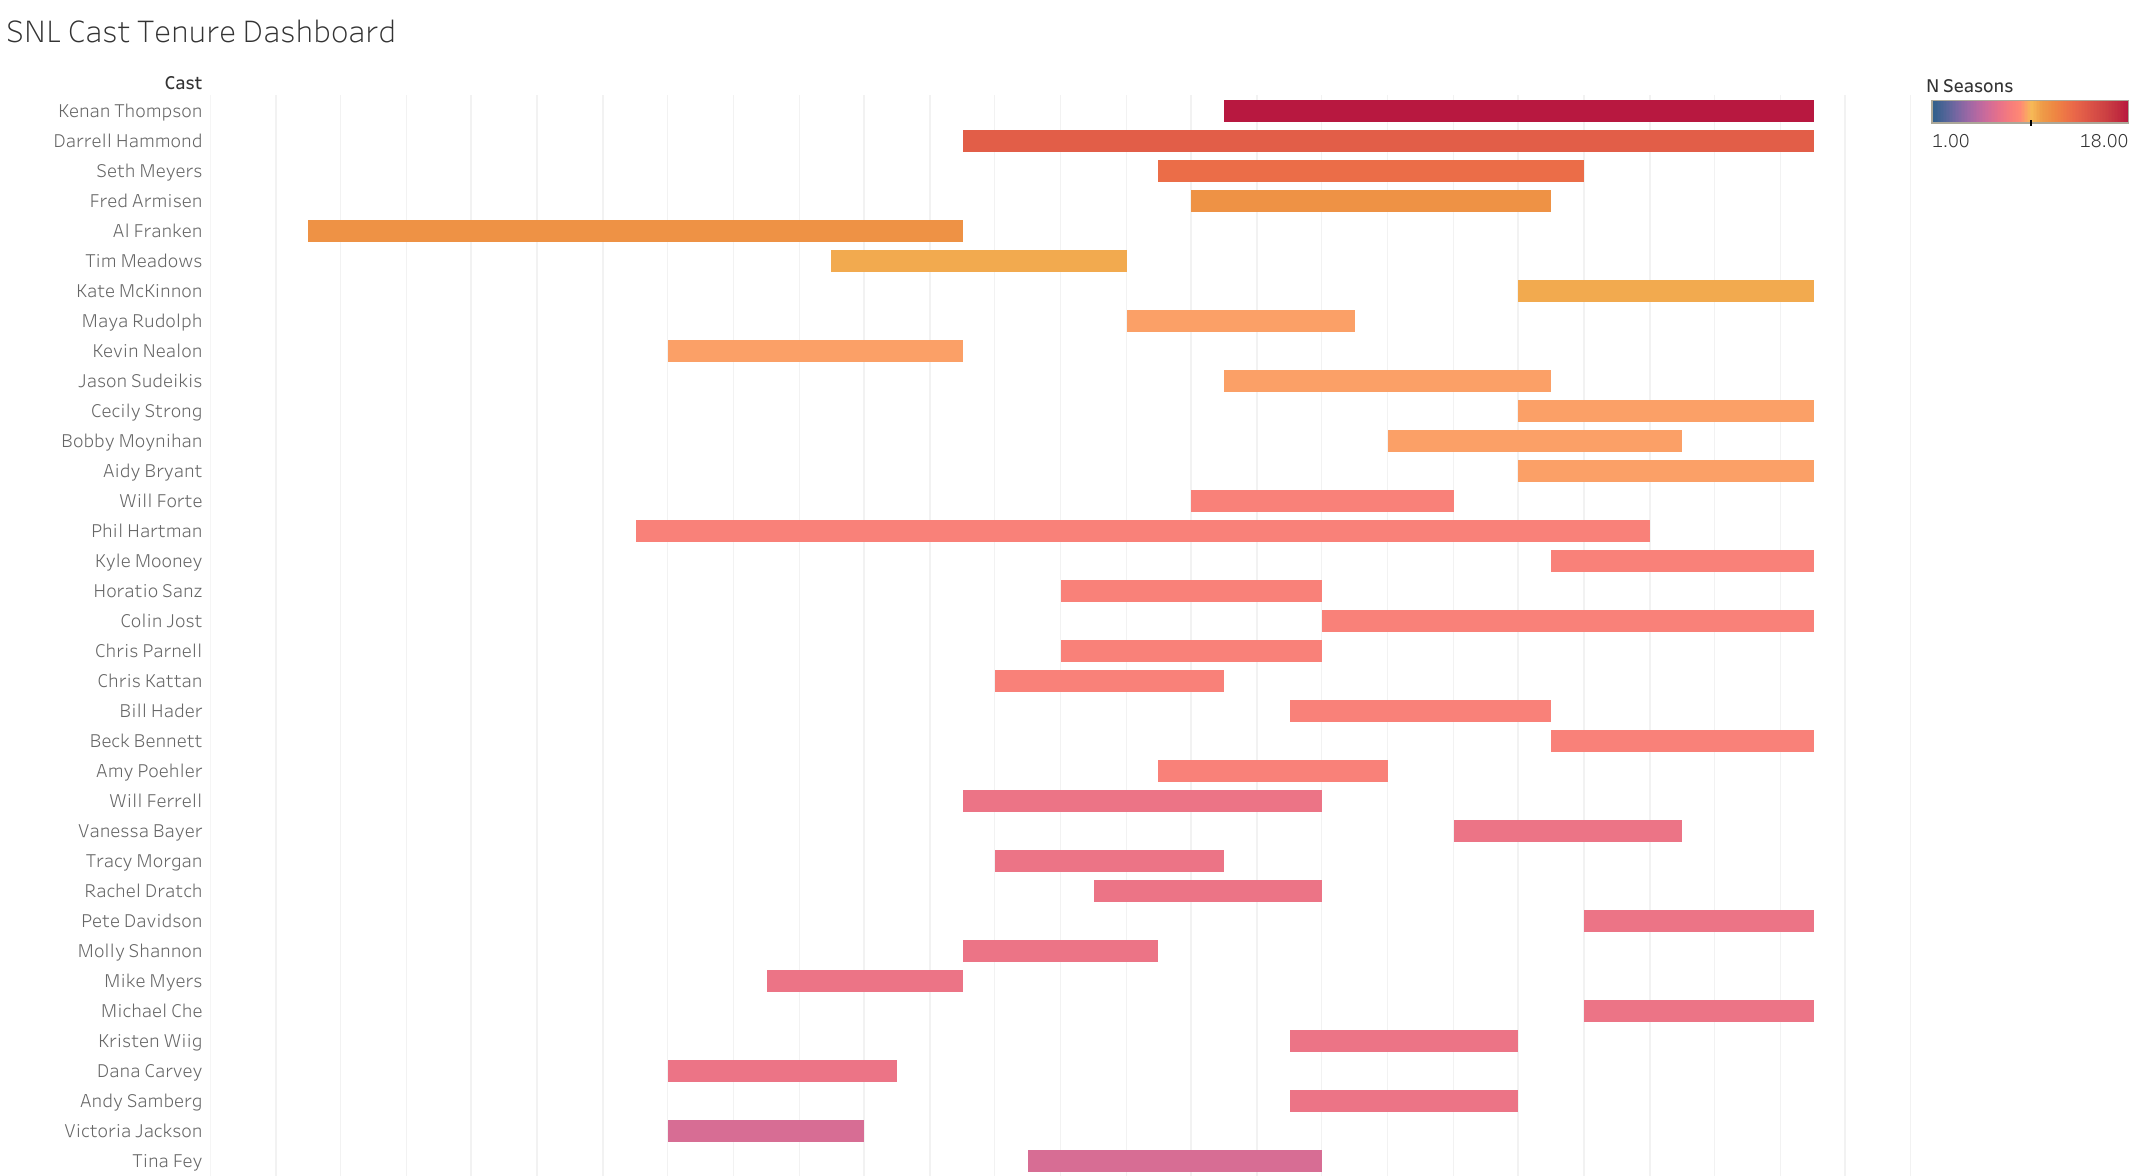 SNL Cast Tenure Dashboard
Cast
N Seasons
1.00 18.00
Kenan Thompson
Darrell Hammond
Seth Meyers
Fred Armisen
Al Franken
Tim Meadows
Kate McKinnon
Maya Rudolph
Kevin Nealon
Jason Sudeikis
Cecily Strong
Bobby Moynihan
Aidy Bryant
Will Forte
Phil Hartman
Kyle Mooney
Horatio Sanz
Colin Jost
Chris Parnell
Chris Kattan
Bill Hader
Beck Bennett
Amy Poehler
Will Ferrell
Vanessa Bayer
Tracy Morgan
Rachel Dratch
Pete Davidson
Molly Shannon
Mike Myers
Michael Che
Kristen Wiig
Dana Carvey
Andy Samberg
Victoria Jackson
Tina Fey